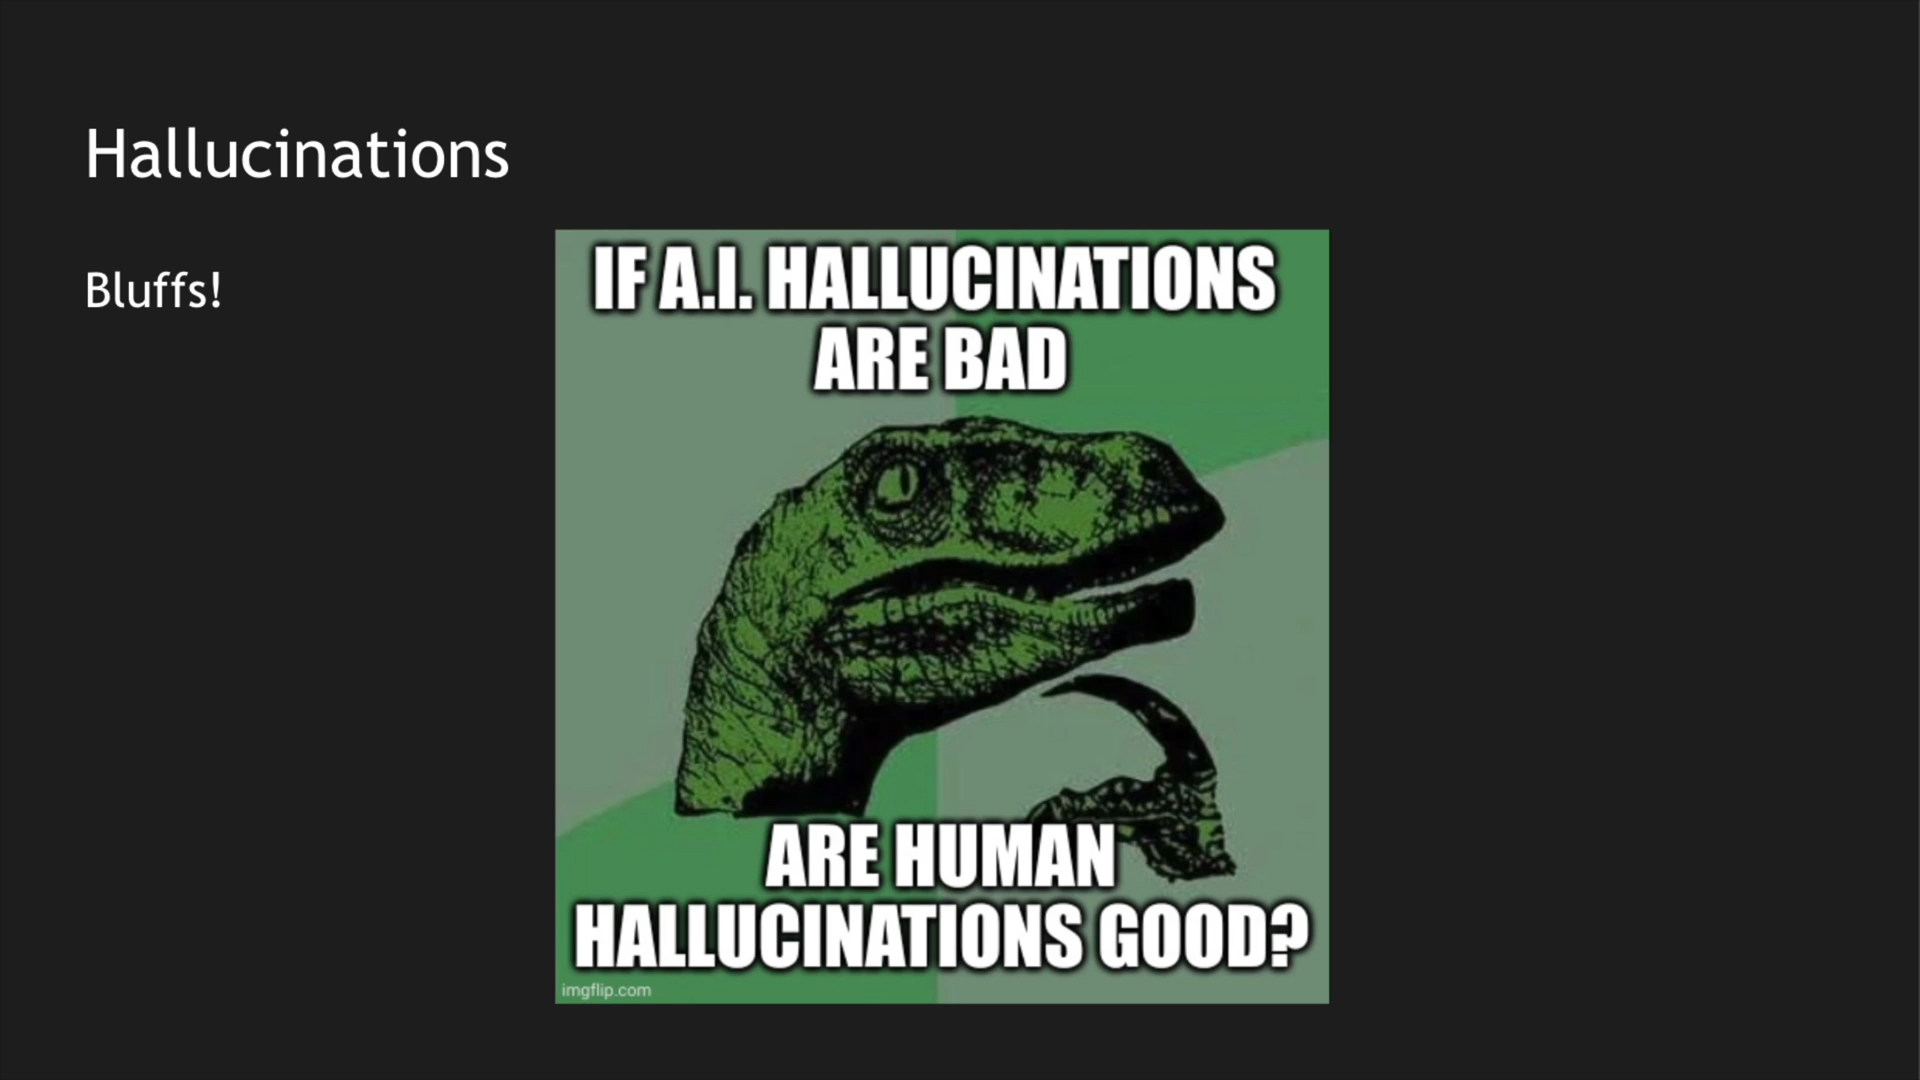 Hallucinations
Bluffs!
IF A.I. HALLUCINATIONS
ARE BAD
ARE HUMAN
HALLUCINATIONS GOOD?
imgflip.com